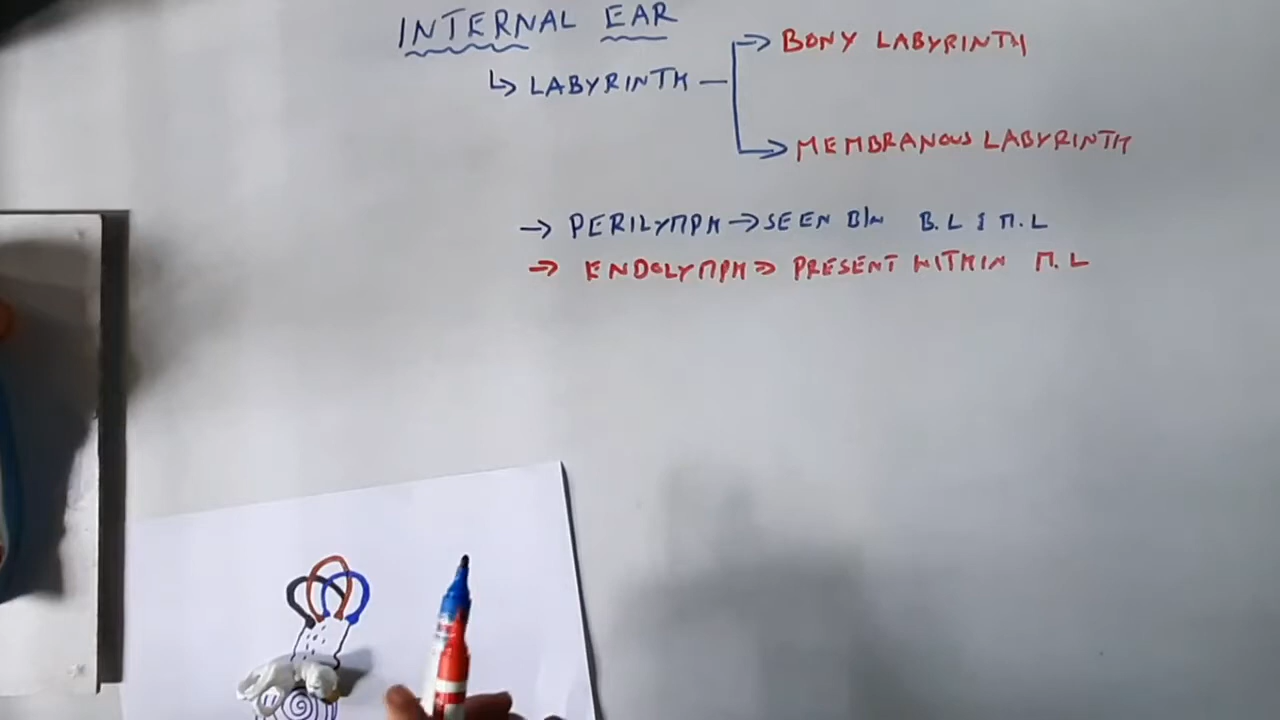 INTERNAL EAR
↳ LABYRINTH
→ BONY LABYRINTH
→ MEMBRANOUS LABYRINTH
→ PERILYMPH → SEEN B/N B.L & M.L
→ ENDOLYMPH ⇒ PRESENT WITHIN M.L